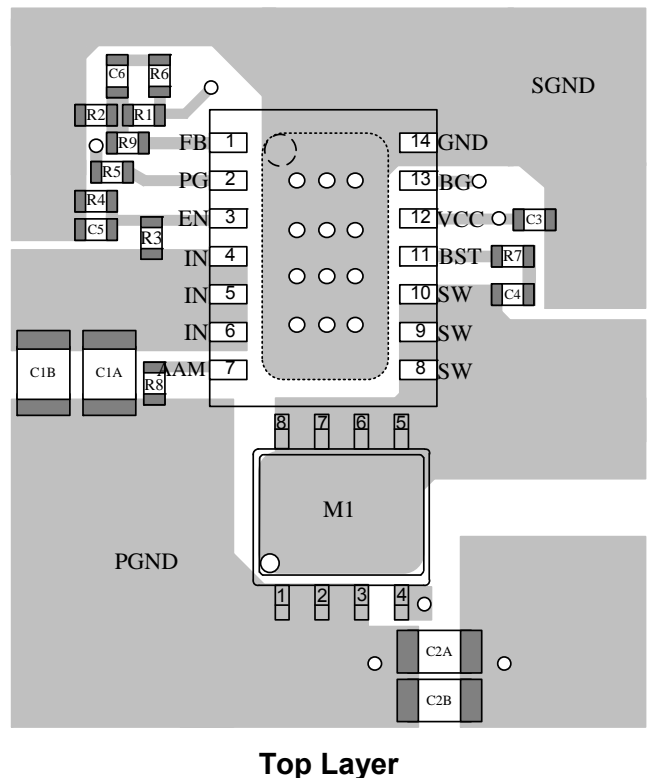 C6 R6
SGND
R2 R1
R9 FB 1 14 GND
R5 PG 2 13 BG
R4
C5 EN 3 12 VCC C3
R3
IN 4 11 BST R7
IN 5 10 SW C4
IN 6 9 SW
C1B C1A R8 AAM 7 8 SW
8 7 6 5
M1
PGND
1 2 3 4
C2A
C2B
Top Layer